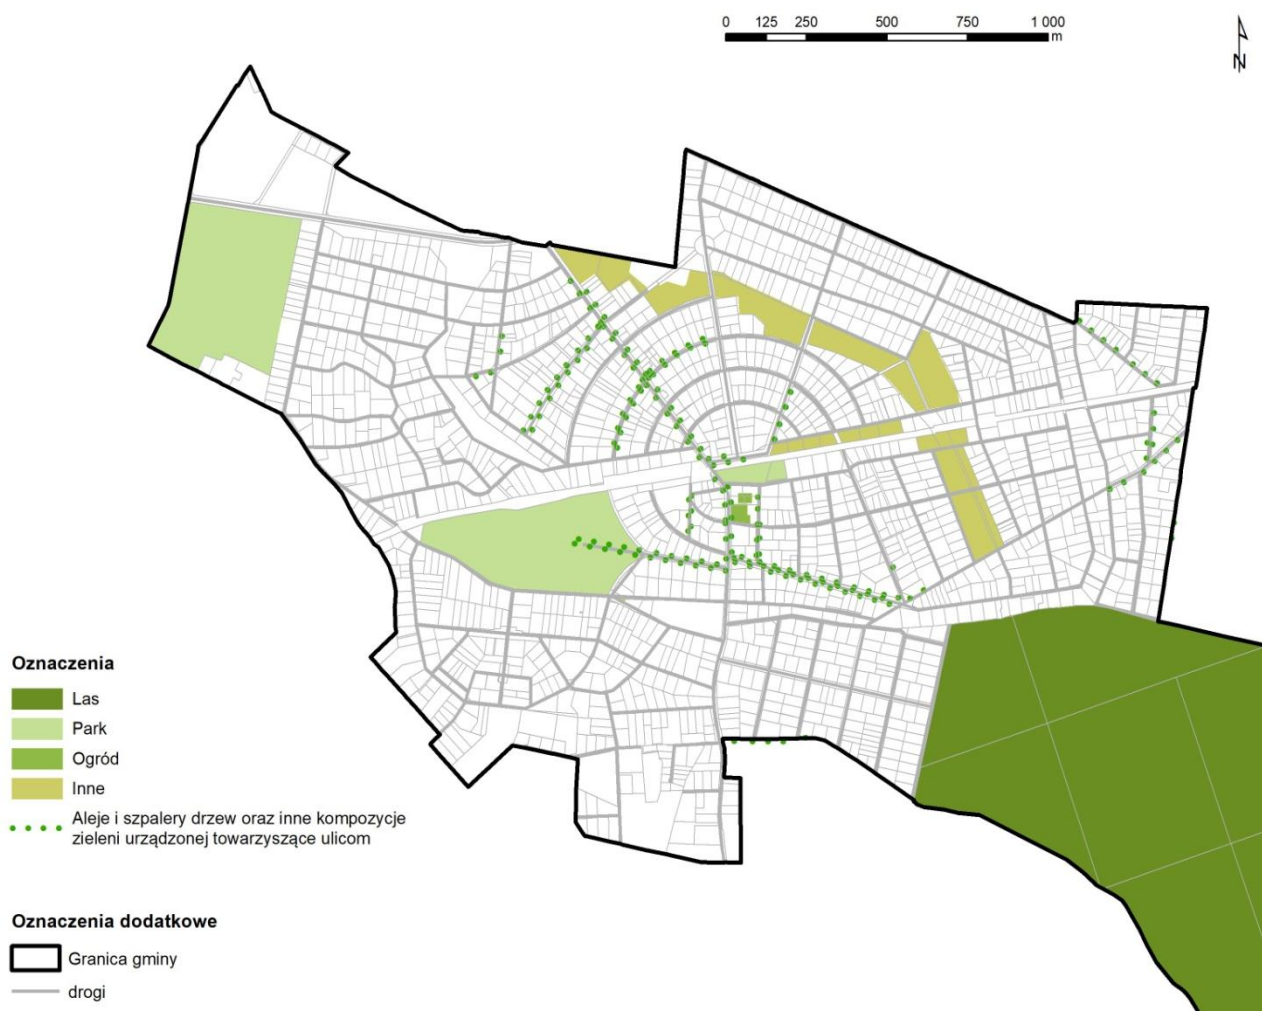 0 125 250 500 750 1 000
m
N
Oznaczenia
Las
Park
Ogród
Inne
Aleje i szpalery drzew oraz inne kompozycje
zieleni urządzonej towarzyszące ulicom
Oznaczenia dodatkowe
Granica gminy
drogi